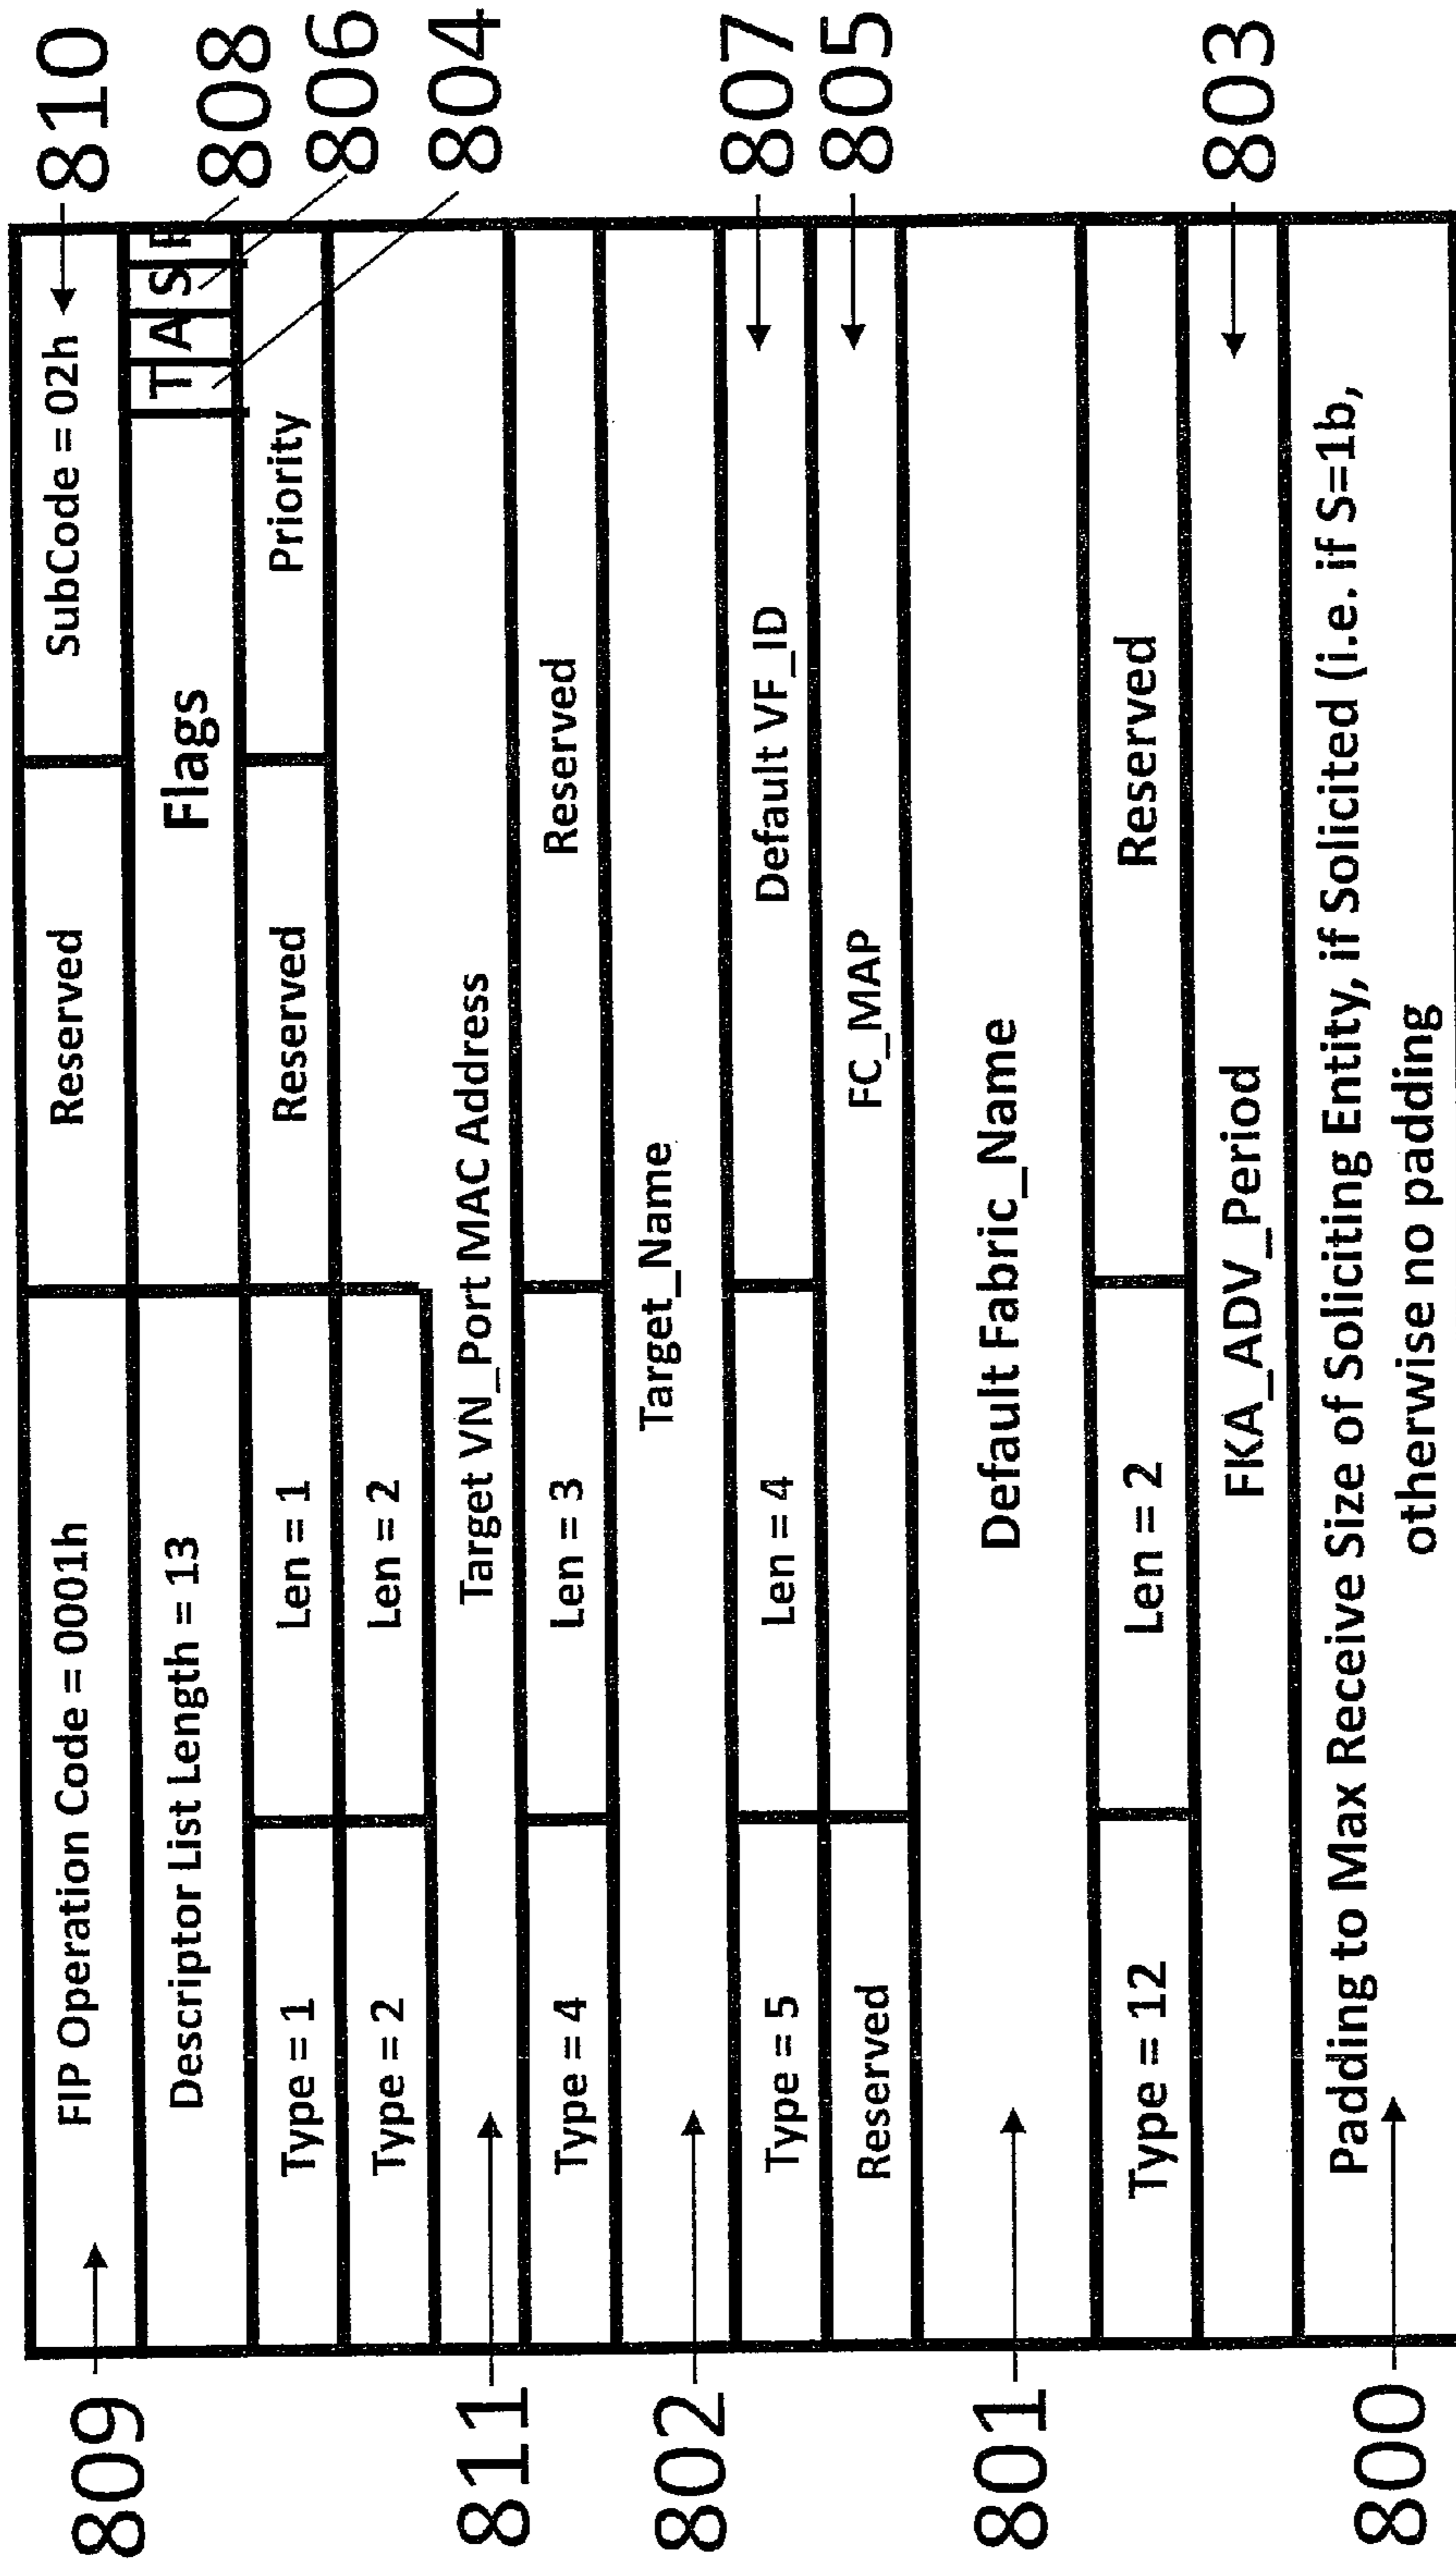 809
FIP Operation Code = 0001h
Reserved
SubCode = 02h
810
Descriptor List Length = 13
Flags
T
A
S
F
808
Type = 1
Len = 1
Reserved
Priority
806
Type = 2
Len = 2
804
811
Target VN_Port MAC Address
Type = 4
Len = 3
Reserved
802
Target_Name
Type = 5
Len = 4
Default VF_ID
807
Reserved
FC_MAP
805
801
Default Fabric_Name
Type = 12
Len = 2
Reserved
FKA_ADV_Period
803
800
Padding to Max Receive Size of Soliciting Entity, if Solicited (i.e. if S=1b,
otherwise no padding